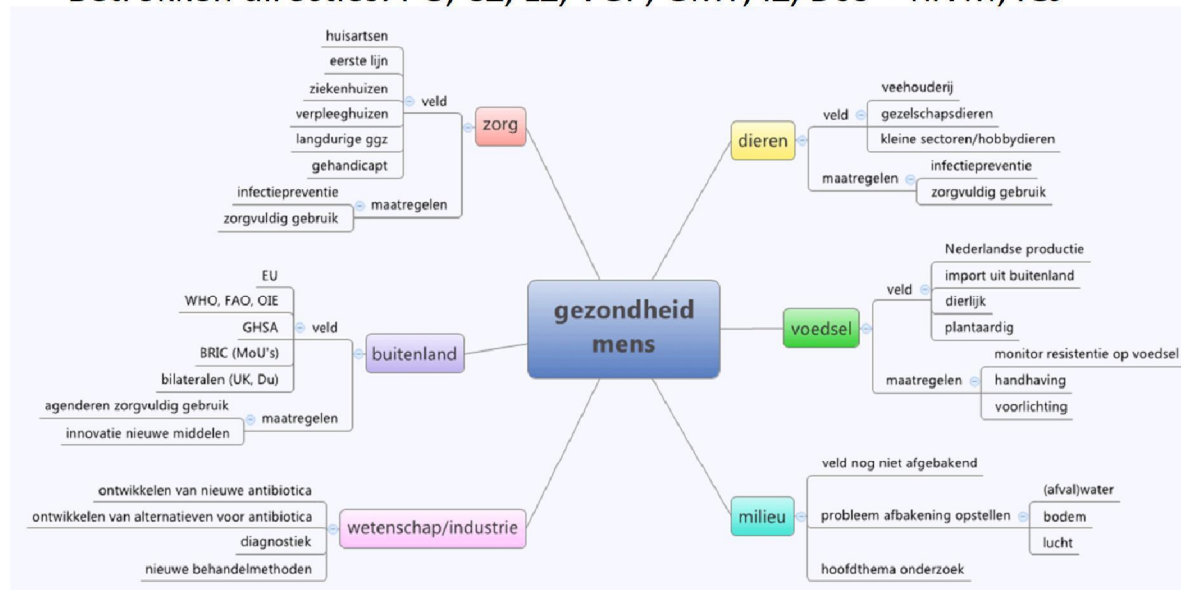 huisartsen
eerste lijn
ziekenhuizen
verpleeghuizen
langdurige ggz
gehandicapt
veld
infectiepreventie
zorgvuldig gebruik
maatregelen
zorg
EU
WHO, FAO, OIE
GHSA
BRIC (MoU's)
bilateralen (UK, Du)
veld
agenderen zorgvuldig gebruik
innovatie nieuwe middelen
maatregelen
buitenland
ontwikkelen van nieuwe antibiotica
ontwikkelen van alternatieven voor antibiotica
diagnostiek
nieuwe behandelmethoden
wetenschap/industrie
gezondheid
mens
dieren
veld
veehouderij
gezelschapsdieren
kleine sectoren/hobbydieren
maatregelen
infectiepreventie
zorgvuldig gebruik
voedsel
veld
Nederlandse productie
import uit buitenland
dierlijk
plantaardig
maatregelen
monitor resistentie op voedsel
handhaving
voorlichting
milieu
veld nog niet afgebakend
probleem afbakening opstellen
(afval)water
bodem
lucht
hoofdthema onderzoek